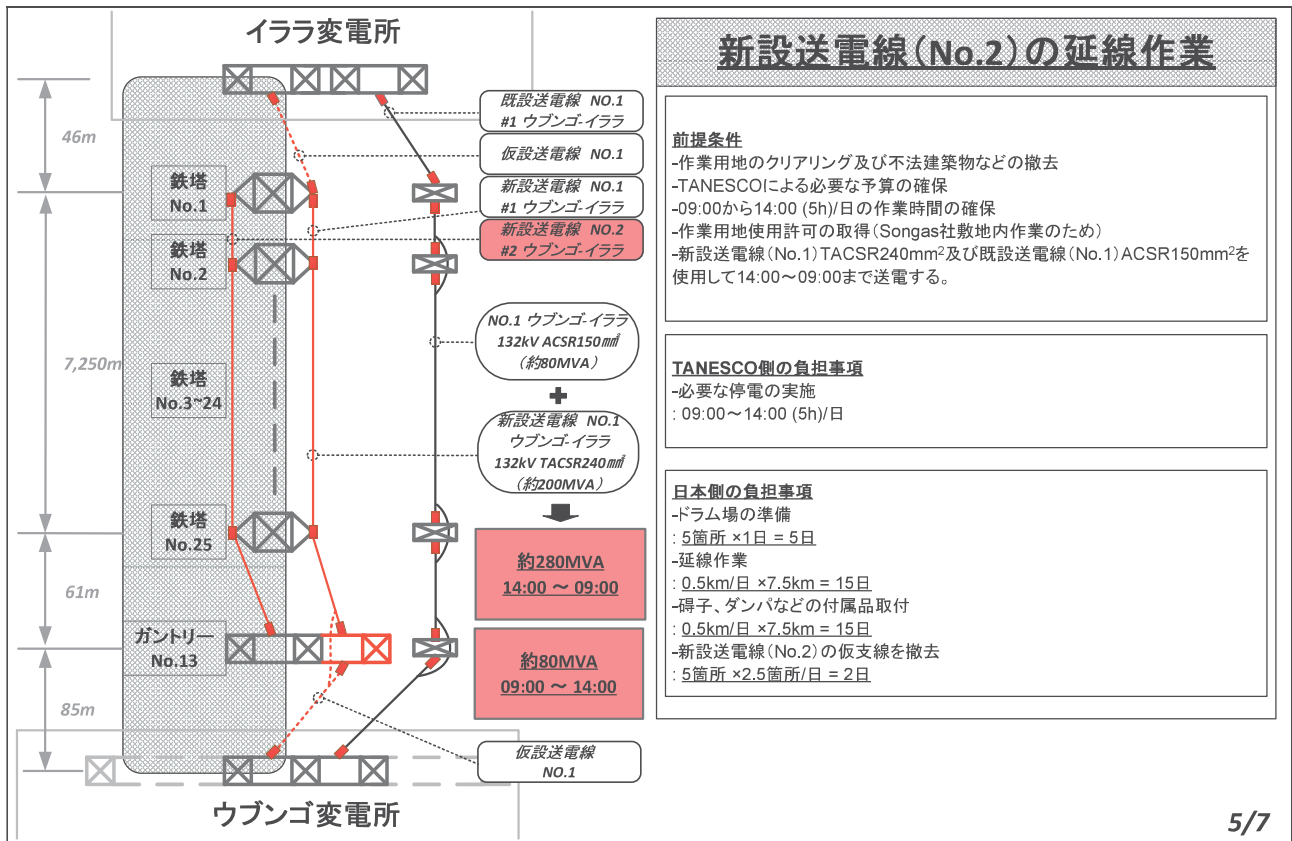 イララ変電所
46m
鉄塔
No.1
鉄塔
No.2
7,250m
鉄塔
No.3~24
鉄塔
No.25
61m
ガントリー
No.13
85m
ウブンゴ変電所
既設送電線 NO.1
#1 ウブンゴ-イララ
仮設送電線 NO.1
新設送電線 NO.1
#1 ウブンゴ-イララ
新設送電線 NO.2
#2 ウブンゴ-イララ
NO.1 ウブンゴ-イララ
132kV ACSR150㎟
(約80MVA)
+
新設送電線 NO.1
ウブンゴ-イララ
132kV TACSR240㎟
(約200MVA)
約280MVA
14:00 ～ 09:00
約80MVA
09:00 ～ 14:00
仮設送電線
NO.1
新設送電線(No.2)の延線作業
前提条件
-作業用地のクリアリング及び不法建築物などの撤去
-TANESCOによる必要な予算の確保
-09:00から14:00 (5h)/日の作業時間の確保
-作業用地使用許可の取得(Songas社敷地内作業のため)
-新設送電線(No.1)TACSR240mm²及び既設送電線(No.1)ACSR150mm²を
使用して14:00～09:00まで送電する。
TANESCO側の負担事項
-必要な停電の実施
: 09:00～14:00 (5h)/日
日本側の負担事項
-ドラム場の準備
: 5箇所 ×1日 = 5日
-延線作業
: 0.5km/日 ×7.5km = 15日
-碍子、ダンパなどの付属品取付
: 0.5km/日 ×7.5km = 15日
-新設送電線(No.2)の仮支線を撤去
: 5箇所 ×2.5箇所/日 = 2日
5/7